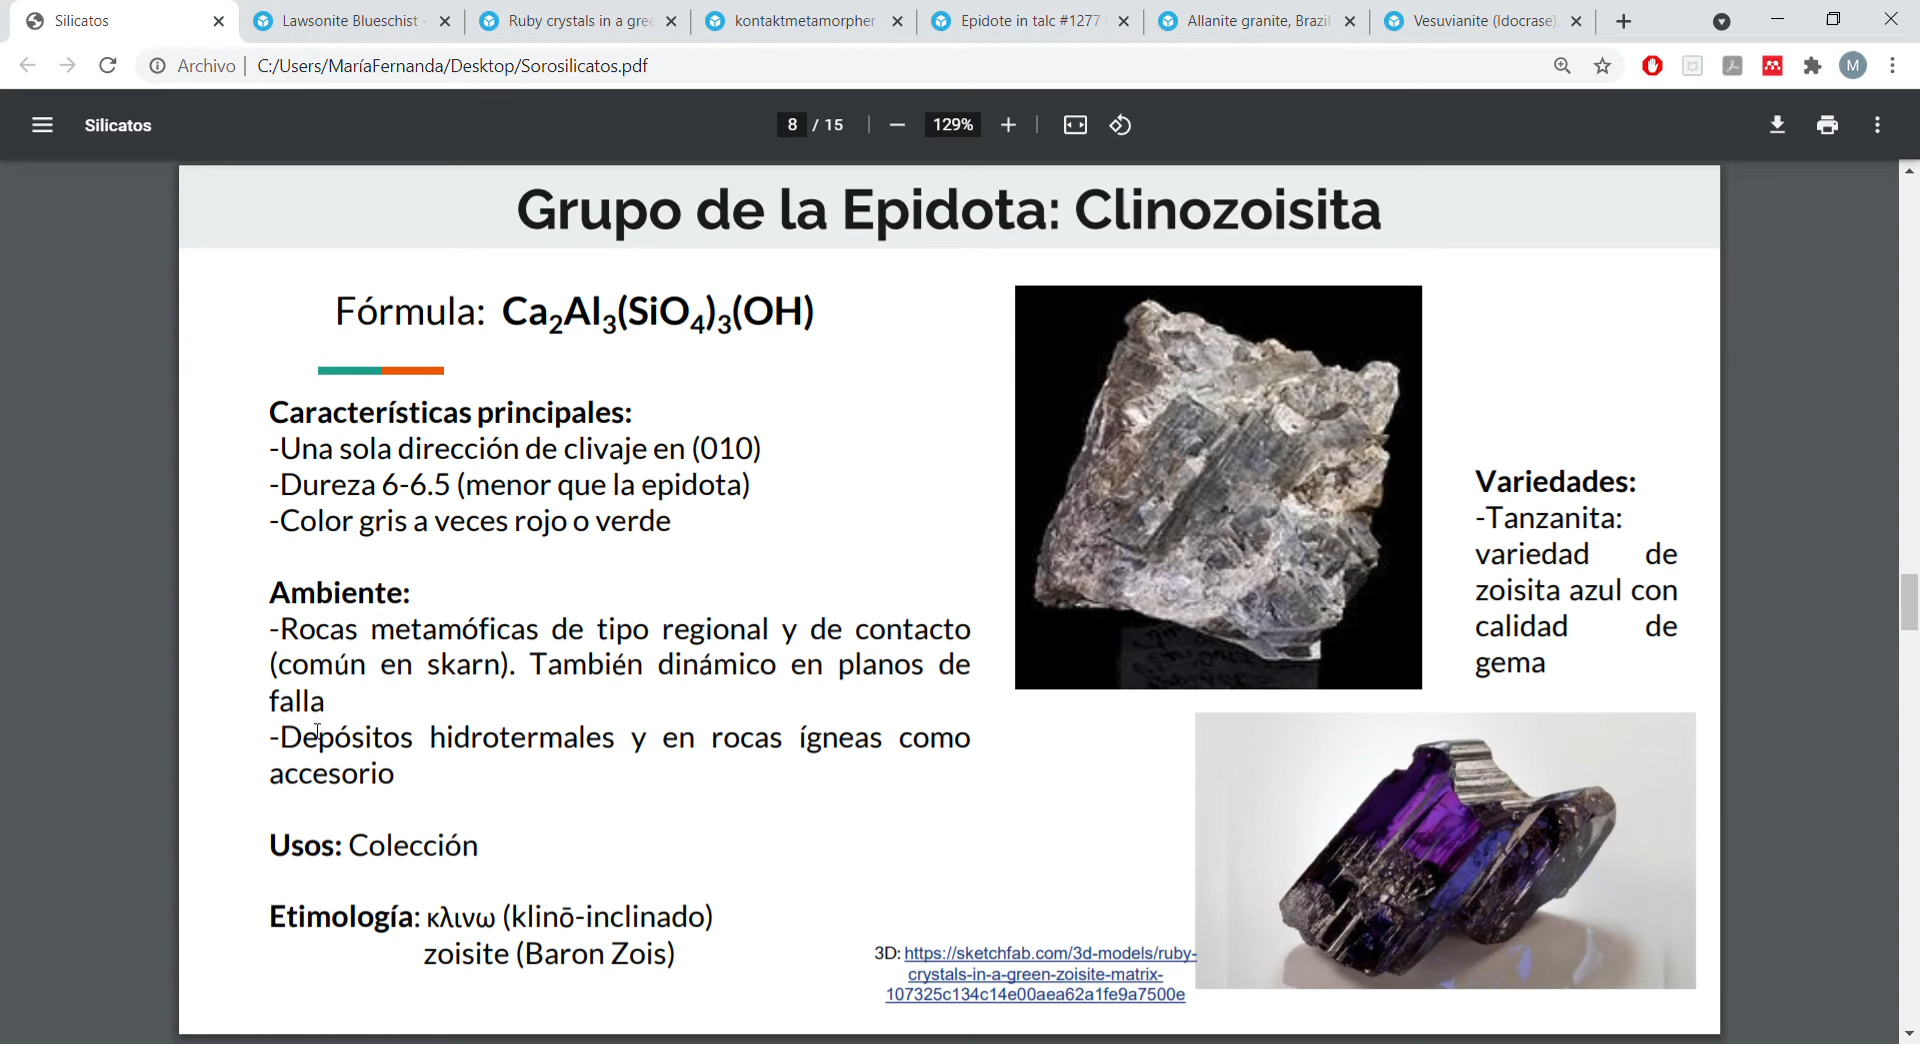 Silicatos
Lawsonite Blueschist -
Ruby crystals in a gre
kontaktmetamorpher
Epidote in talc #1277
Allanite granite, Brazil
Vesuvianite (Idocrase)
Archivo
C:/Users/MaríaFernanda/Desktop/Sorosilicatos.pdf
M
Silicatos
8 / 15
129%
Grupo de la Epidota: Clinozoisita
Fórmula: Ca₂Al₃(SiO₄)₃(OH)
Características principales:
-Una sola dirección de clivaje en (010)
-Dureza 6-6.5 (menor que la epidota)
-Color gris a veces rojo o verde
Ambiente:
-Rocas metamóficas de tipo regional y de contacto
(común en skarn). También dinámico en planos de
falla
-Depósitos hidrotermales y en rocas ígneas como
accesorio
Usos: Colección
Etimología: κλινω (klinō-inclinado)
zoisite (Baron Zois)
Variedades:
-Tanzanita:
variedad de
zoisita azul con
calidad de
gema
3D: https://sketchfab.com/3d-models/ruby-
crystals-in-a-green-zoisite-matrix-
107325c134c14e00aea62a1fe9a7500e